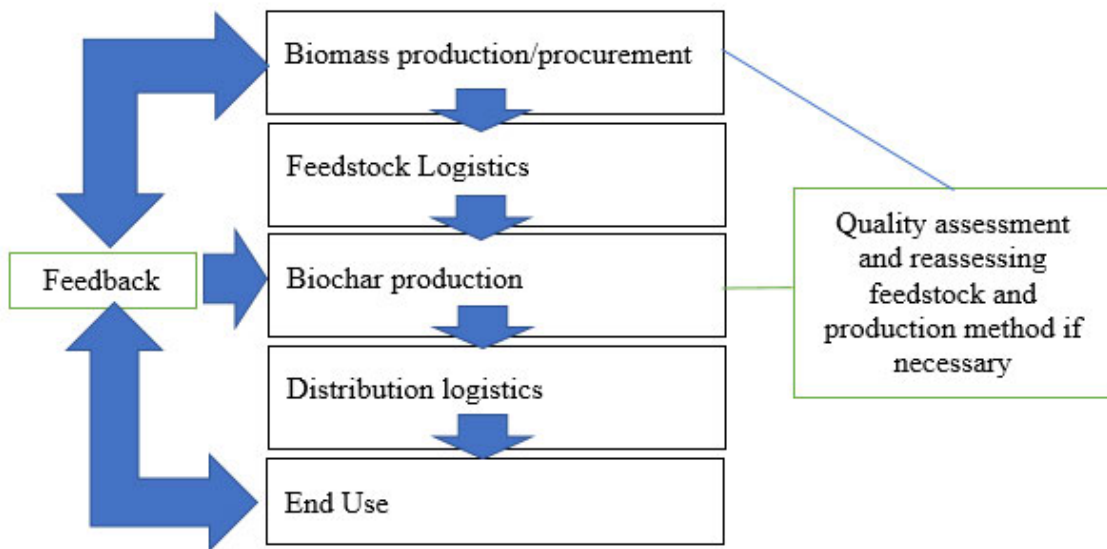 Biomass production/procurement
Feedstock Logistics
Feedback
Biochar production
Distribution logistics
End Use
Quality assessment
and reassessing
feedstock and
production method if
necessary